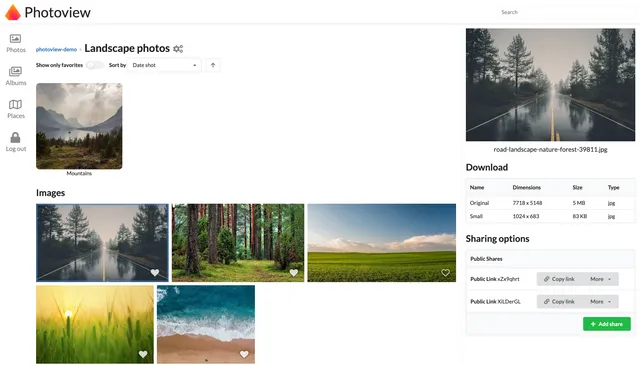 Photoview
Search
Photos
Albums
Places
Log out
photoview-demo
Landscape photos
Show only favorites
Sort by
Date shot
Mountains
Images
road-landscape-nature-forest-39811.jpg
Download
Name Dimensions Size Type
Original 7718 x 5148 5 MB jpg
Small 1024 x 683 83 KB jpg
Sharing options
Public Shares
Public Link xZx9qhrt Copy link More
Public Link XiLDerGL Copy link More
Add share